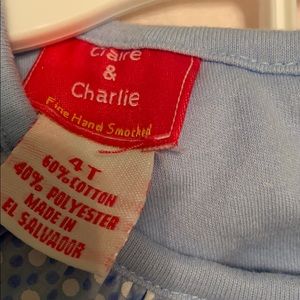 Claire
&
Charlie
Fine Hand Smocked
4T
60% COTTON
40% POLYESTER
MADE IN
EL SALVADOR